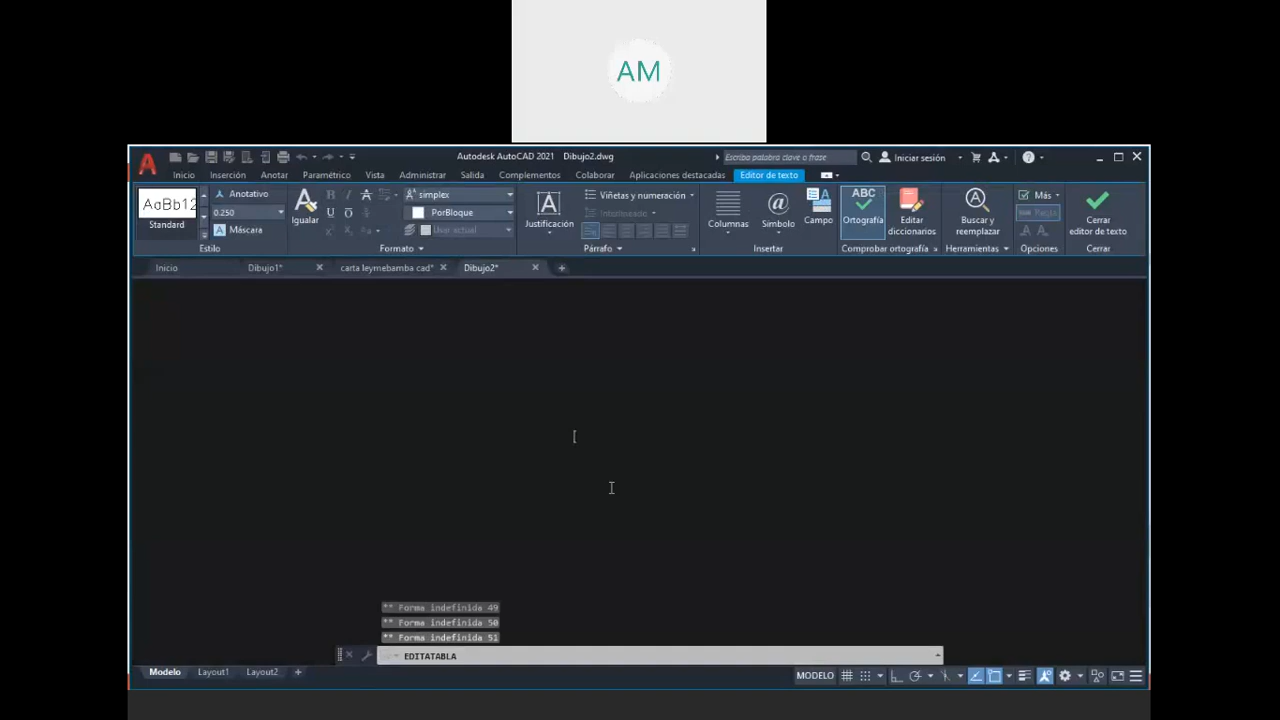 AM
Autodesk AutoCAD 2021 Dibujo2.dwg
Escriba palabra clave o frase
Iniciar sesión
Inicio Inserción Anotar Paramétrico Vista Administrar Salida Complementos Colaborar Aplicaciones destacadas Editor de texto
AaBb12
Standard
Anotativo
0.250
Máscara
Estilo
Igualar
simplex
PorBloque
Usar actual
Formato
Justificación
Viñetas y numeración
Interlineado
Párrafo
Columnas
Símbolo
Campo
Insertar
ABC
Ortografía
Editar
diccionarios
Comprobar ortografía
Buscar y
reemplazar
Herramientas
Más
Regla
Opciones
Cerrar
editor de texto
Cerrar
Inicio Dibujo1* carta leymebamba cad* Dibujo2*
** Forma indefinida 49
** Forma indefinida 50
** Forma indefinida 51
EDITATABLA
Modelo Layout1 Layout2 +
MODELO